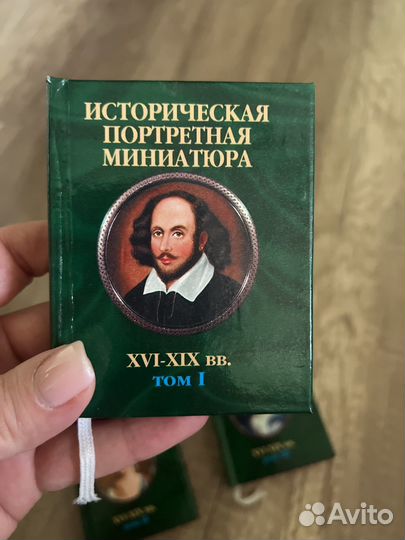 ИСТОРИЧЕСКАЯ
ПОРТРЕТНАЯ
МИНИАТЮРА
XVI-XIX вв.
том I
Avito